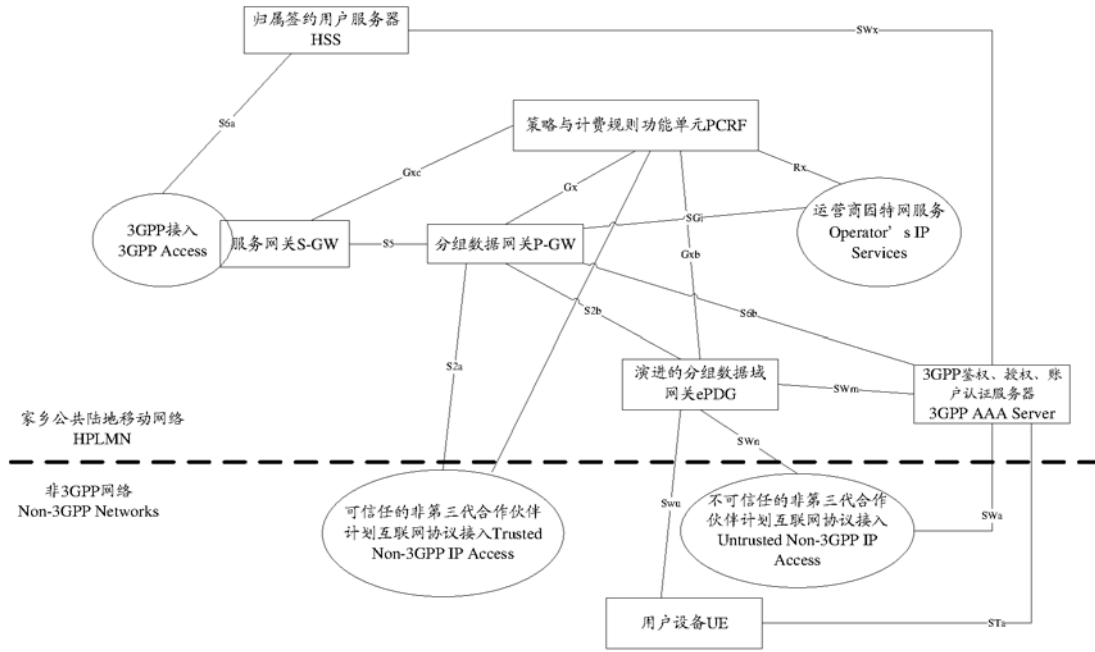 归属签约用户服务器
HSS
SWx
S6a
策略与计费规则功能单元PCRF
Gxc
Gx
Rx
3GPP接入
3GPP Access
服务网关S-GW
S5
分组数据网关P-GW
SGi
运营商因特网服务
Operator's IP
Services
Gxb
S2b
S6b
S2a
演进的分组数据域
网关ePDG
SWm
3GPP鉴权、授权、账
户认证服务器
3GPP AAA Server
家乡公共陆地移动网络
HPLMN
SWn
非3GPP网络
Non-3GPP Networks
可信任的非第三代合作伙伴
计划互联网协议接入Trusted
Non-3GPP IP Access
Swu
不可信任的非第三代合作
伙伴计划互联网协议接入
Untrusted Non-3GPP IP
Access
SWa
用户设备UE
STa